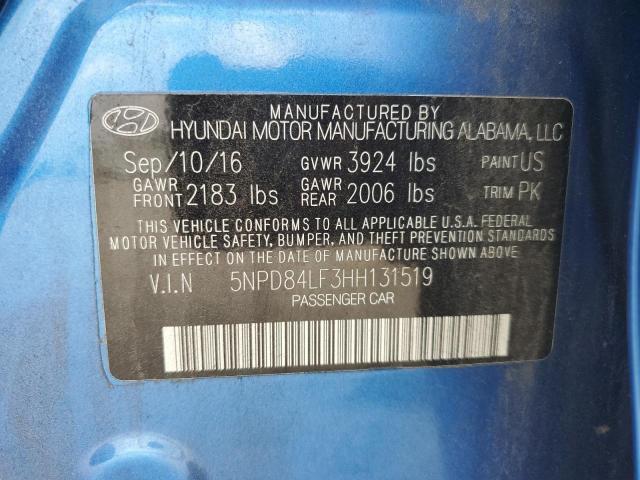 MANUFACTURED BY
HYUNDAI MOTOR MANUFACTURING ALABAMA, LLC
Sep/10/16 GVWR 3924 lbs PAINT US
GAWR FRONT 2183 lbs GAWR REAR 2006 lbs TRIM PK
THIS VEHICLE CONFORMS TO ALL APPLICABLE U.S.A. FEDERAL
MOTOR VEHICLE SAFETY, BUMPER, AND THEFT PREVENTION STANDARDS
IN EFFECT ON THE DATE OF MANUFACTURE SHOWN ABOVE.
V.I.N 5NPD84LF3HH131519
PASSENGER CAR